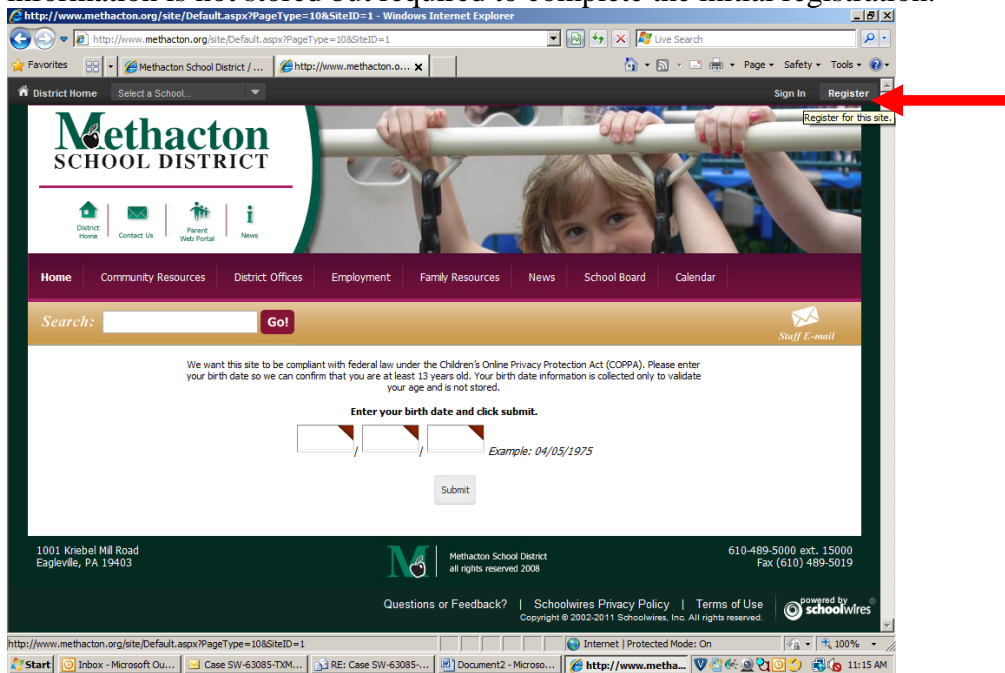 information is not stored but required to complete the initial registration.
http://www.methacton.org/site/Default.aspx?PageType=10&SiteID=1 - Windows Internet Explorer
http://www.methacton.org/site/Default.aspx?PageType=10&SiteID=1
Live Search
Favorites
Methacton School District / ...
http://www.methacton.o...
Page
Safety
Tools
District Home
Select a School...
Sign In
Register
Register for this site.
Methacton
SCHOOL DISTRICT
District Home
Contact Us
Parent Web Portal
News
Home
Community Resources
District Offices
Employment
Family Resources
News
School Board
Calendar
Search:
Go!
Staff E-mail
We want this site to be compliant with federal law under the Children's Online Privacy Protection Act (COPPA). Please enter
your birth date so we can confirm that you are at least 13 years old. Your birth date information is collected only to validate
your age and is not stored.
Enter your birth date and click submit.
/ / Example: 04/05/1975
Submit
1001 Kriebel Mill Road
Eagleville, PA 19403
M
Methacton School District
all rights reserved 2008
610-489-5000 ext. 15000
Fax (610) 489-5019
Questions or Feedback? | Schoolwires Privacy Policy | Terms of Use
Copyright © 2002-2011 Schoolwires, Inc. All rights reserved.
powered by
schoolwires®
http://www.methacton.org/site/Default.aspx?PageType=10&SiteID=1
Internet | Protected Mode: On
100%
Start
Inbox - Microsoft Ou...
Case SW-63085-TXM...
RE: Case SW-63085-...
Document2 - Microso...
http://www.metha...
11:15 AM